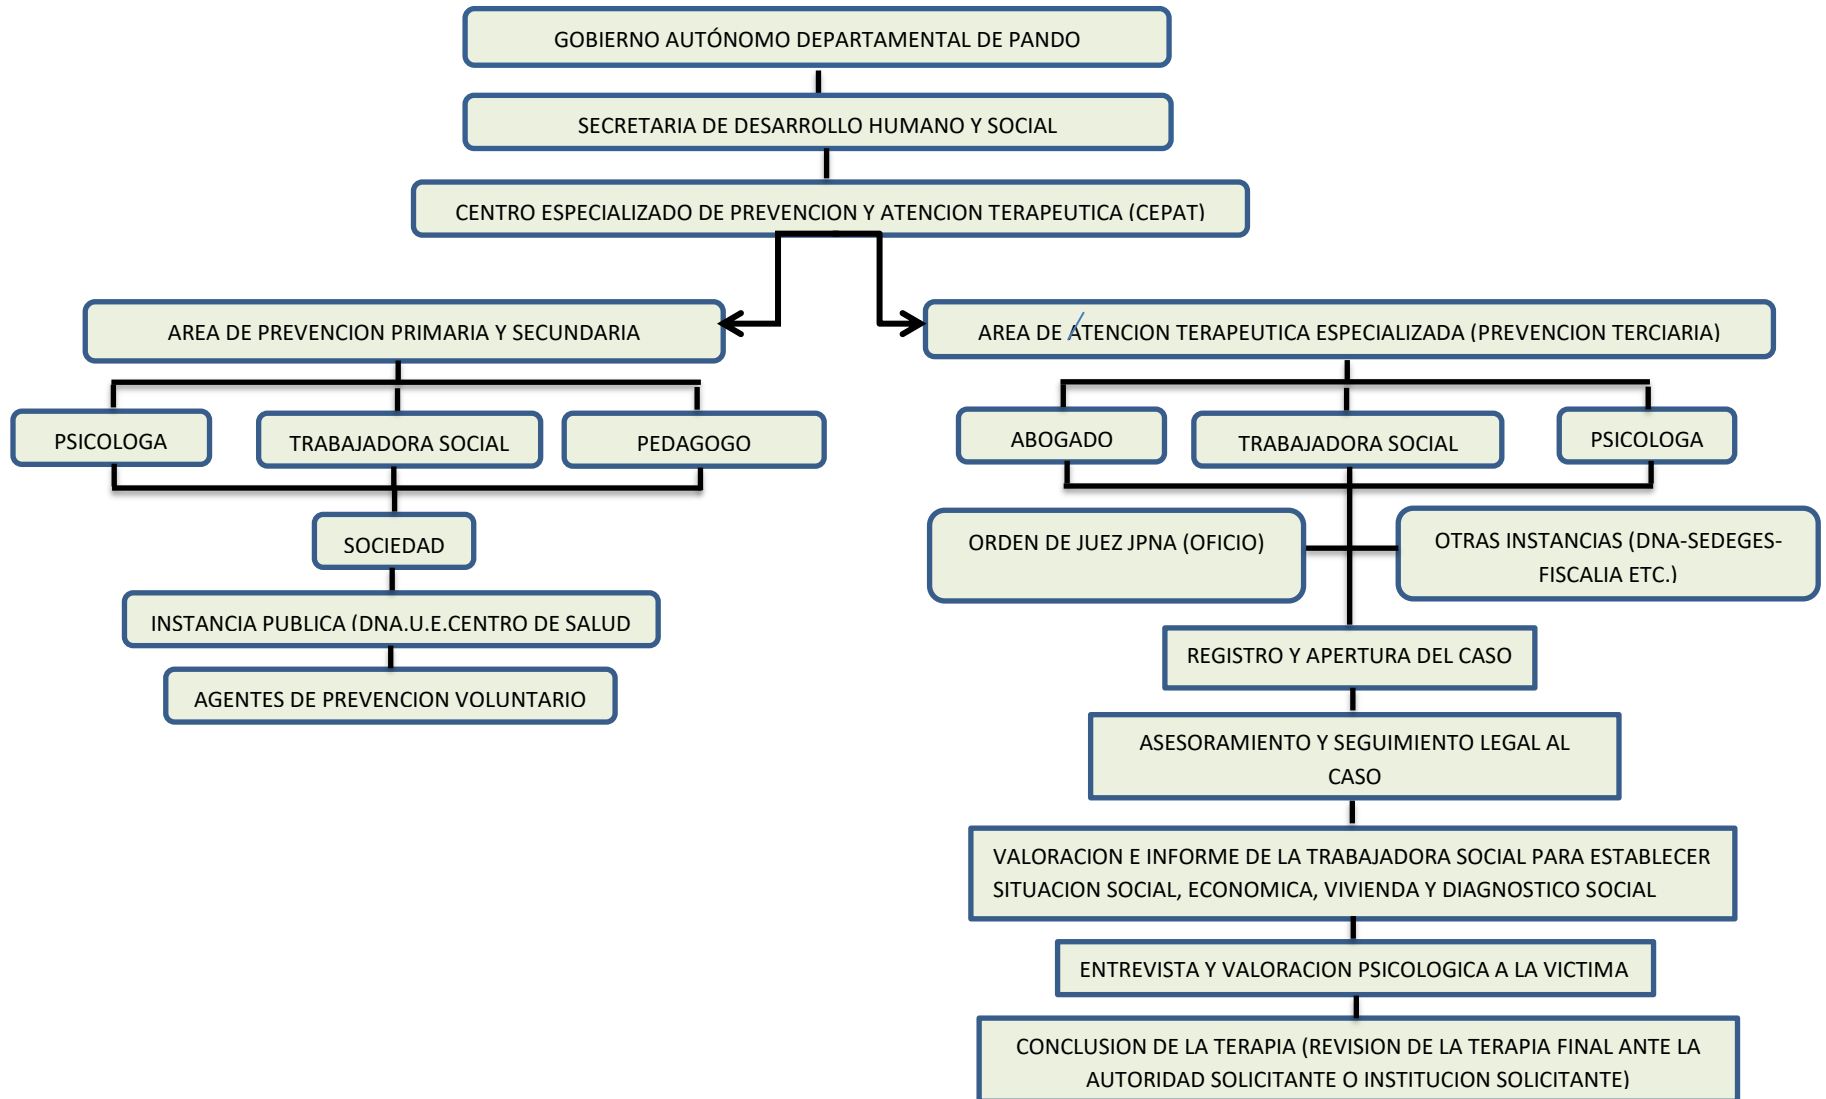 GOBIERNO AUTÓNOMO DEPARTAMENTAL DE PANDO
SECRETARIA DE DESARROLLO HUMANO Y SOCIAL
CENTRO ESPECIALIZADO DE PREVENCION Y ATENCION TERAPEUTICA (CEPAT)
AREA DE PREVENCION PRIMARIA Y SECUNDARIA
AREA DE ATENCION TERAPEUTICA ESPECIALIZADA (PREVENCION TERCIARIA)
PSICOLOGA
TRABAJADORA SOCIAL
PEDAGOGO
ABOGADO
TRABAJADORA SOCIAL
PSICOLOGA
SOCIEDAD
INSTANCIA PUBLICA (DNA.U.E.CENTRO DE SALUD
AGENTES DE PREVENCION VOLUNTARIO
ORDEN DE JUEZ JPNA (OFICIO)
OTRAS INSTANCIAS (DNA-SEDEGES-
FISCALIA ETC.)
REGISTRO Y APERTURA DEL CASO
ASESORAMIENTO Y SEGUIMIENTO LEGAL AL
CASO
VALORACION E INFORME DE LA TRABAJADORA SOCIAL PARA ESTABLECER
SITUACION SOCIAL, ECONOMICA, VIVIENDA Y DIAGNOSTICO SOCIAL
ENTREVISTA Y VALORACION PSICOLOGICA A LA VICTIMA
CONCLUSION DE LA TERAPIA (REVISION DE LA TERAPIA FINAL ANTE LA
AUTORIDAD SOLICITANTE O INSTITUCION SOLICITANTE)